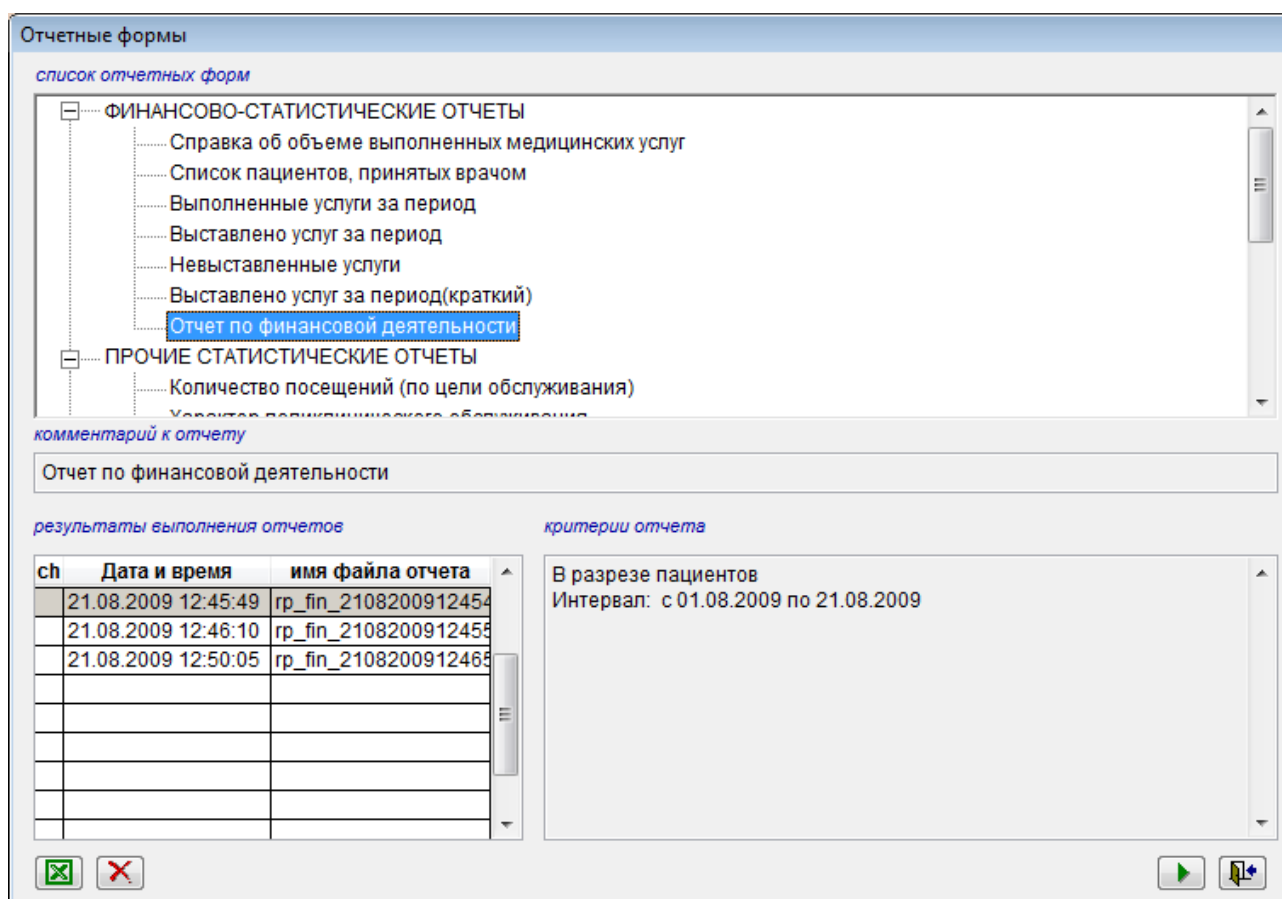 Отчетные формы
список отчетных форм
ФИНАНСОВО-СТАТИСТИЧЕСКИЕ ОТЧЕТЫ
Справка об объеме выполненных медицинских услуг
Список пациентов, принятых врачом
Выполненные услуги за период
Выставлено услуг за период
Невыставленные услуги
Выставлено услуг за период(краткий)
Отчет по финансовой деятельности
ПРОЧИЕ СТАТИСТИЧЕСКИЕ ОТЧЕТЫ
Количество посещений (по цели обслуживания)
Характер поликлинического обслуживания
комментарий к отчету
Отчет по финансовой деятельности
результаты выполнения отчетов критерии отчета
ch Дата и время имя файла отчета
21.08.2009 12:45:49 rp_fin_2108200912454
21.08.2009 12:46:10 rp_fin_2108200912455
21.08.2009 12:50:05 rp_fin_2108200912465
В разрезе пациентов
Интервал: с 01.08.2009 по 21.08.2009